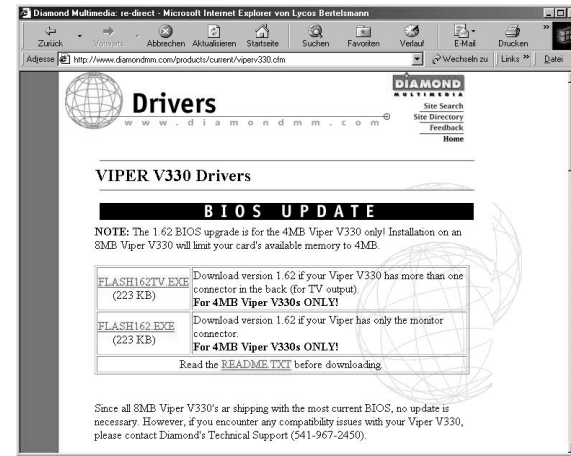 Diamond Multimedia: re-direct - Microsoft Internet Explorer von Lycos Bertelsmann
Zurück Vorwärts Abbrechen Aktualisieren Startseite Suchen Favoriten Verlauf E-Mail Drucken »
Adresse http://www.diamondmm.com/products/current/viperv330.cfm Wechseln zu Links » Datei
DIAMOND
MULTIMEDIA
Drivers
www.diamondmm.com
Site Search
Site Directory
Feedback
Home
VIPER V330 Drivers
BIOS UPDATE
NOTE: The 1.62 BIOS upgrade is for the 4MB Viper V330 only! Installation on an
8MB Viper V330 will limit your card's available memory to 4MB.
FLASH162TV.EXE
(223 KB)
Download version 1.62 if your Viper V330 has more than one
connector in the back (for TV output).
For 4MB Viper V330s ONLY!
FLASH162.EXE
(223 KB)
Download version 1.62 if your Viper has only the monitor
connector.
For 4MB Viper V330s ONLY!
Read the README.TXT before downloading.
Since all 8MB Viper V330's ar shipping with the most current BIOS, no update is
necessary. However, if you encounter any compatibility issues with your Viper V330,
please contact Diamond's Technical Support (541-967-2450).